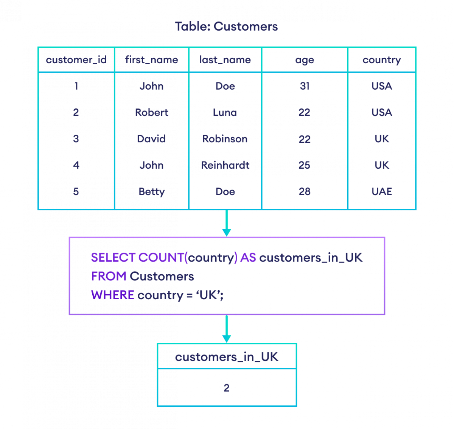 Table: Customers
customer_id first_name last_name age country
1 John Doe 31 USA
2 Robert Luna 22 USA
3 David Robinson 22 UK
4 John Reinhardt 25 UK
5 Betty Doe 28 UAE
SELECT COUNT(country) AS customers_in_UK
FROM Customers
WHERE country = ‘UK’;
customers_in_UK
2